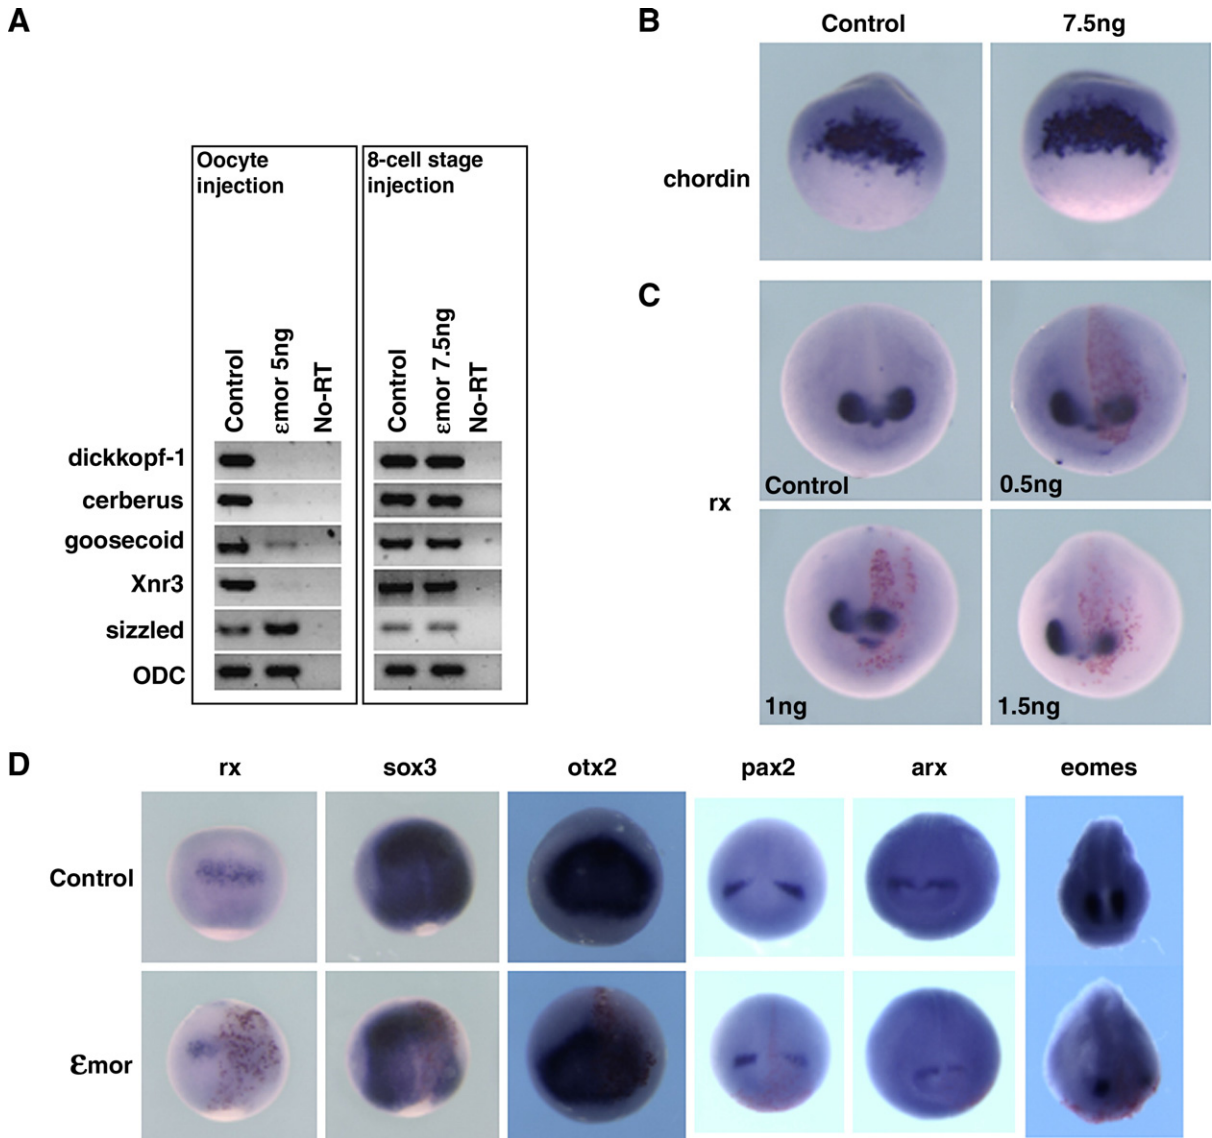 A
Oocyte
injection
8-cell stage
injection
Control
εmor 5ng
No-RT
Control
εmor 7.5ng
No-RT
dickkopf-1
cerberus
goosecoid
Xnr3
sizzled
ODC
B
Control
7.5ng
chordin
C
rx
Control
0.5ng
1ng
1.5ng
D
rx
sox3
otx2
pax2
arx
eomes
Control
εmor